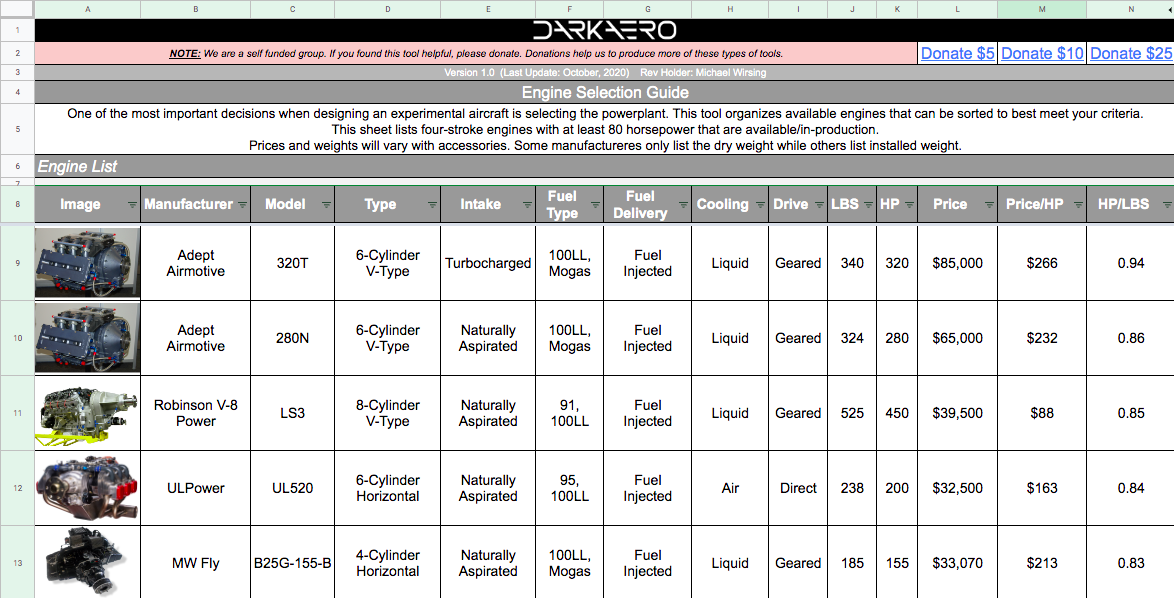 A B C D E F G H I J K L M N
1 DARKAERO
2 NOTE: We are a self funded group. If you found this tool helpful, please donate. Donations help us to produce more of these types of tools. Donate $5 Donate $10 Donate $25
3 Version 1.0 (Last Update: October, 2020) Rev Holder: Michael Wirsing
4 Engine Selection Guide
One of the most important decisions when designing an experimental aircraft is selecting the powerplant. This tool organizes available engines that can be sorted to best meet your criteria.
5 This sheet lists four-stroke engines with at least 80 horsepower that are available/in-production.
Prices and weights will vary with accessories. Some manufactureres only list the dry weight while others list installed weight.
6 Engine List
7
8 Image Manufacturer Model Type Intake Fuel Type Fuel Delivery Cooling Drive LBS HP Price Price/HP HP/LBS
9 Adept Airmotive 320T 6-Cylinder V-Type Turbocharged 100LL, Mogas Fuel Injected Liquid Geared 340 320 $85,000 $266 0.94
10 Adept Airmotive 280N 6-Cylinder V-Type Naturally Aspirated 100LL, Mogas Fuel Injected Liquid Geared 324 280 $65,000 $232 0.86
11 Robinson V-8 Power LS3 8-Cylinder V-Type Naturally Aspirated 91, 100LL Fuel Injected Liquid Geared 525 450 $39,500 $88 0.85
12 ULPower UL520 6-Cylinder Horizontal Naturally Aspirated 95, 100LL Fuel Injected Air Direct 238 200 $32,500 $163 0.84
13 MW Fly B25G-155-B 4-Cylinder Horizontal Naturally Aspirated 100LL, Mogas Fuel Injected Liquid Geared 185 155 $33,070 $213 0.83